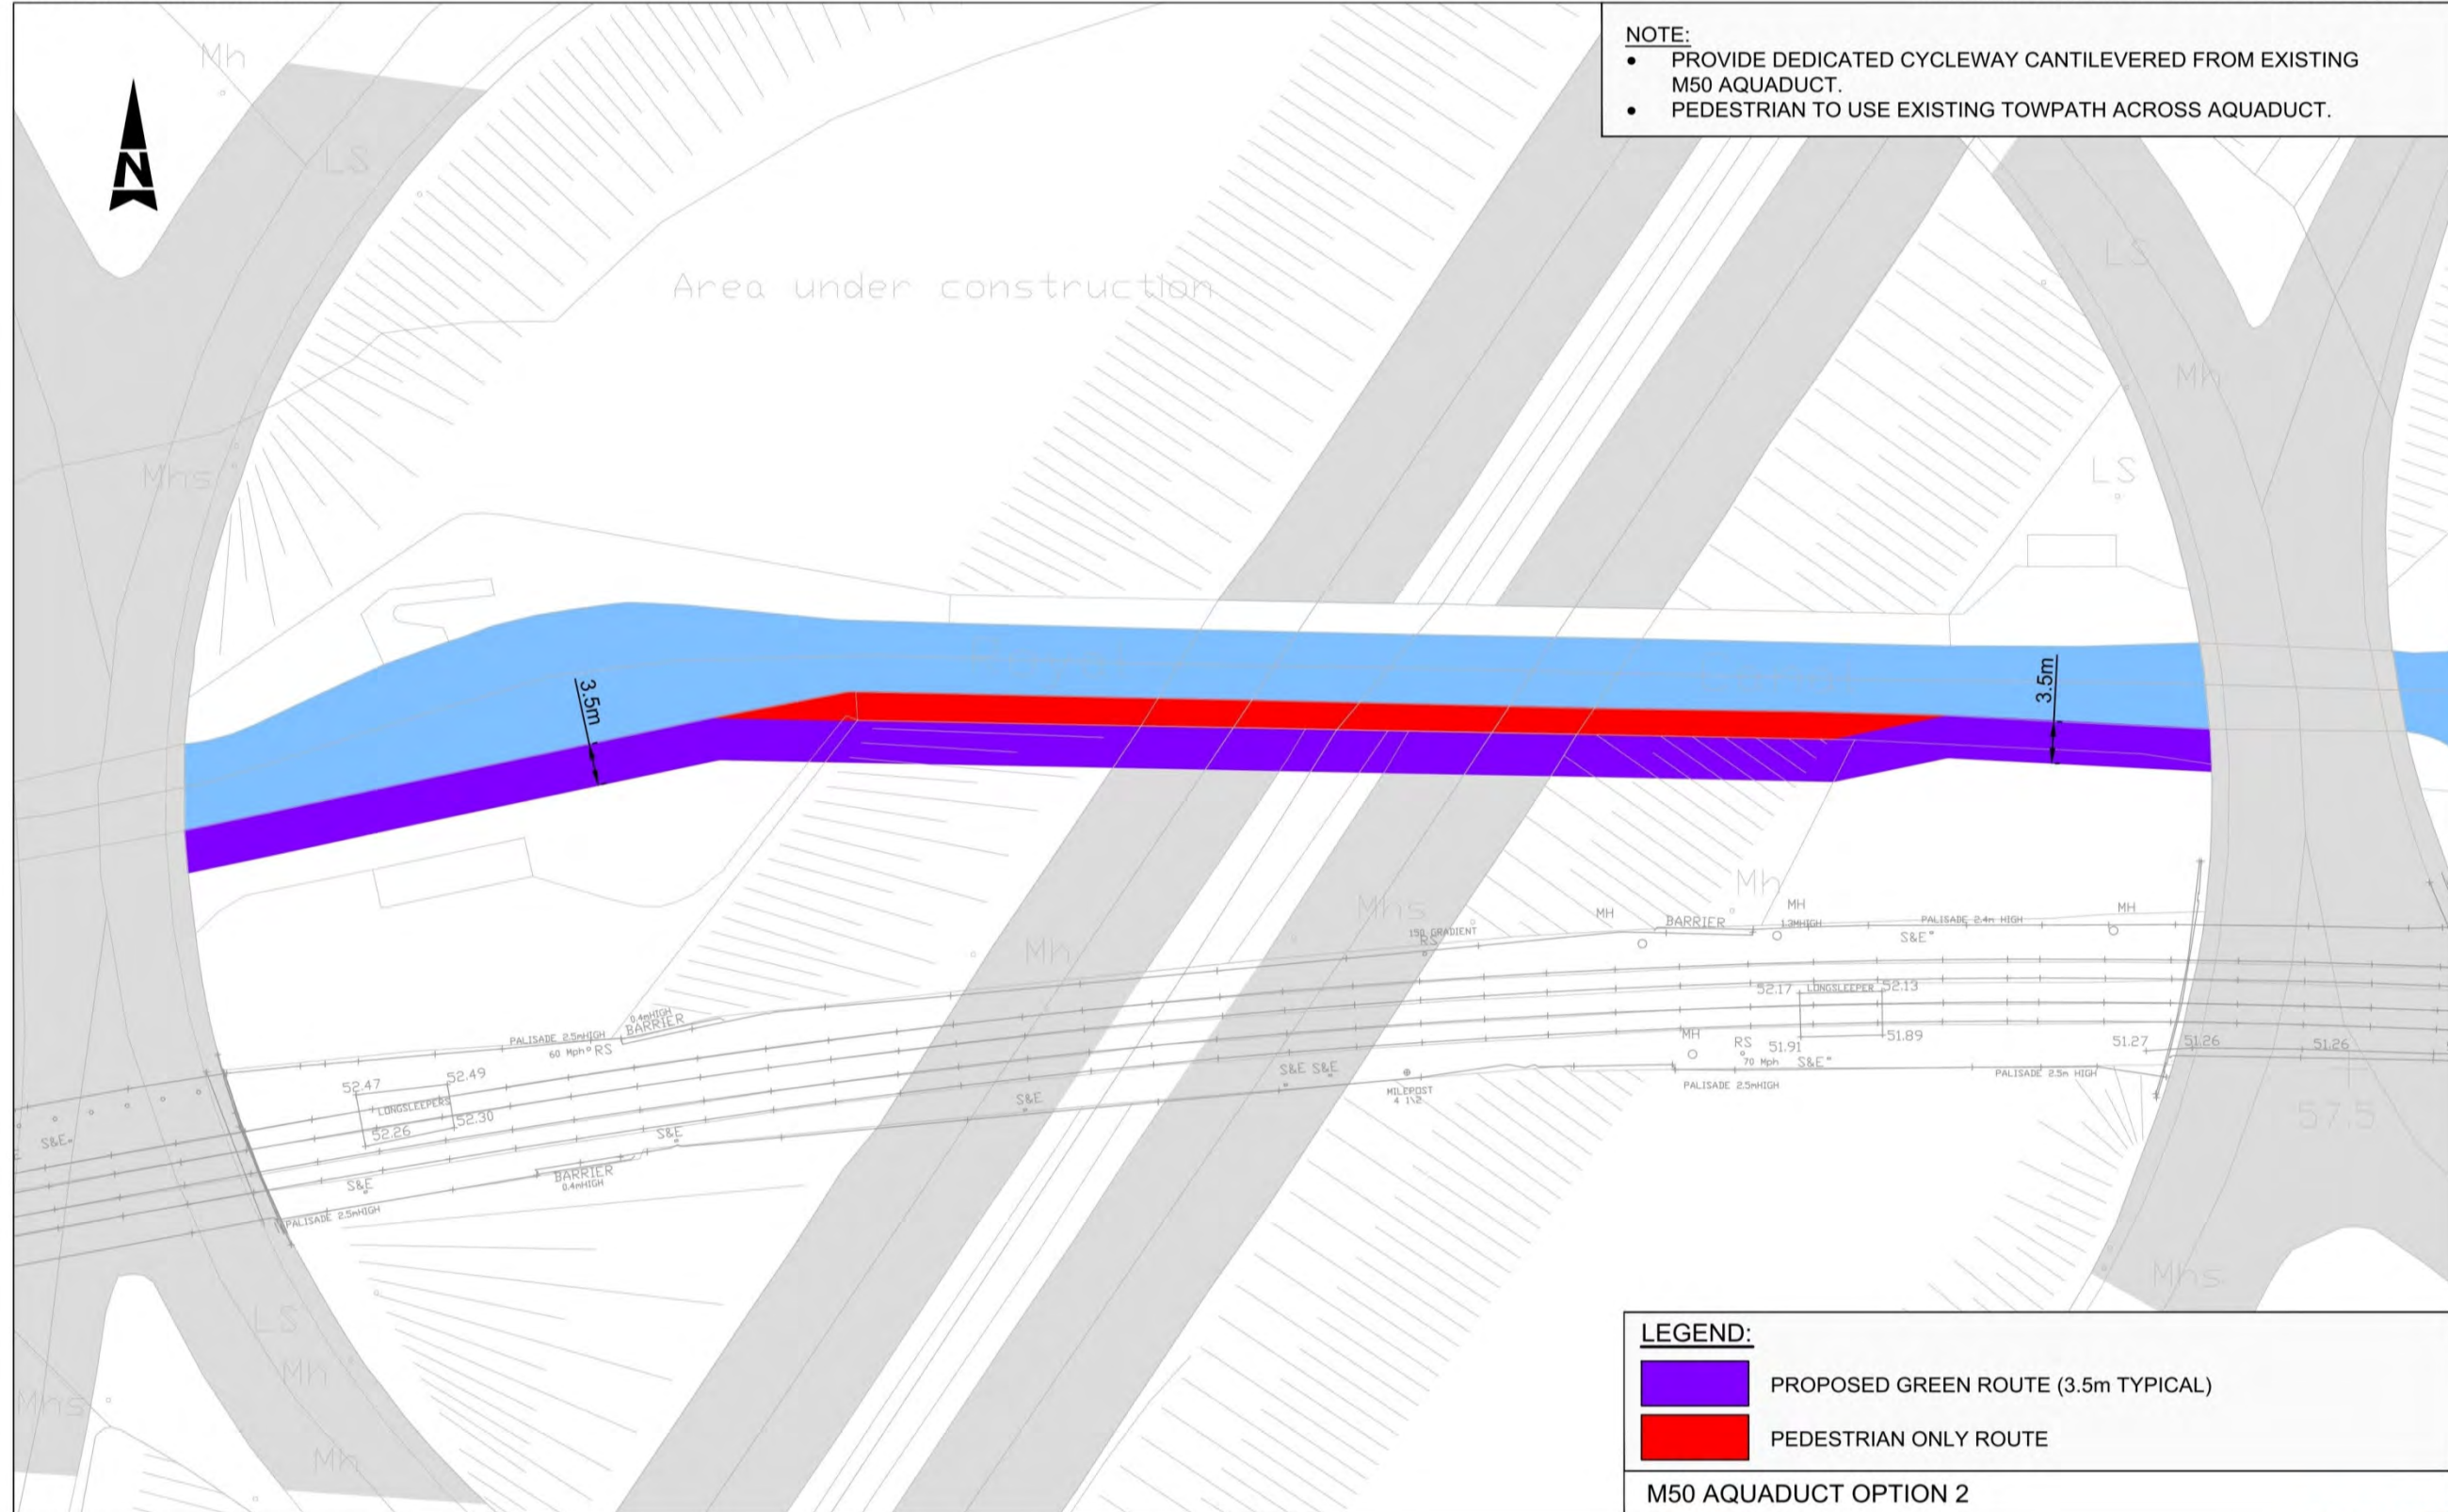 NOTE:
• PROVIDE DEDICATED CYCLEWAY CANTILEVERED FROM EXISTING
M50 AQUADUCT.
• PEDESTRIAN TO USE EXISTING TOWPATH ACROSS AQUADUCT.
N
Mh
LS
LS
Area under construction
Mh
Mhs
LS
Royal
Canal
3.5m
3.5m
Mh
Mhs
Mh
MH
BARRIER
MH
1.3MHIGH
PALISADE 2.4m HIGH
MH
150 GRADIENT
RS
S&E
52.17
LONGSLEEPER
52.13
0.4mHIGH
BARRIER
PALISADE 2.5mHIGH
60 Mph
RS
MH
RS
51.91
51.89
70 Mph
S&E
51.27
51.26
51.26
52.47
52.49
LONGSLEEPERS
52.26
52.30
S&E
S&E
S&E
MILEPOST
4 1\2
PALISADE 2.5mHIGH
PALISADE 2.5m HIGH
S&E
57.5
S&E
S&E
BARRIER
0.4mHIGH
S&E
PALISADE 2.5mHIGH
Mhs
LS
Mh
Mhs
Mh
LEGEND:
PROPOSED GREEN ROUTE (3.5m TYPICAL)
PEDESTRIAN ONLY ROUTE
M50 AQUADUCT OPTION 2